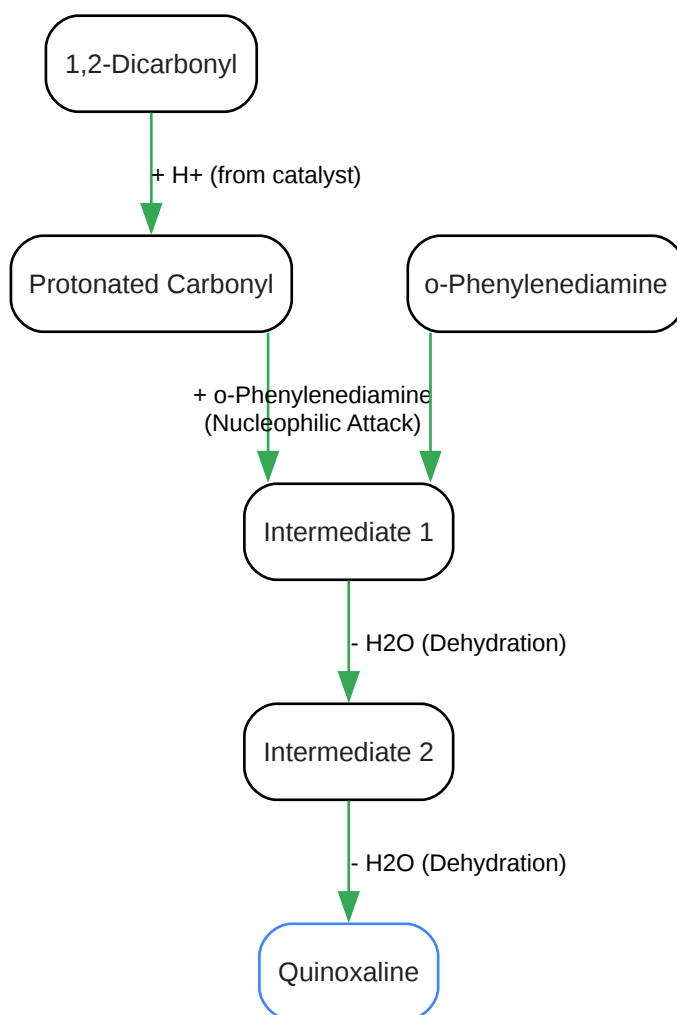 1,2-Dicarbonyl
+ H+ (from catalyst)
Protonated Carbonyl
o-Phenylenediamine
+ o-Phenylenediamine
(Nucleophilic Attack)
Intermediate 1
- H2O (Dehydration)
Intermediate 2
- H2O (Dehydration)
Quinoxaline